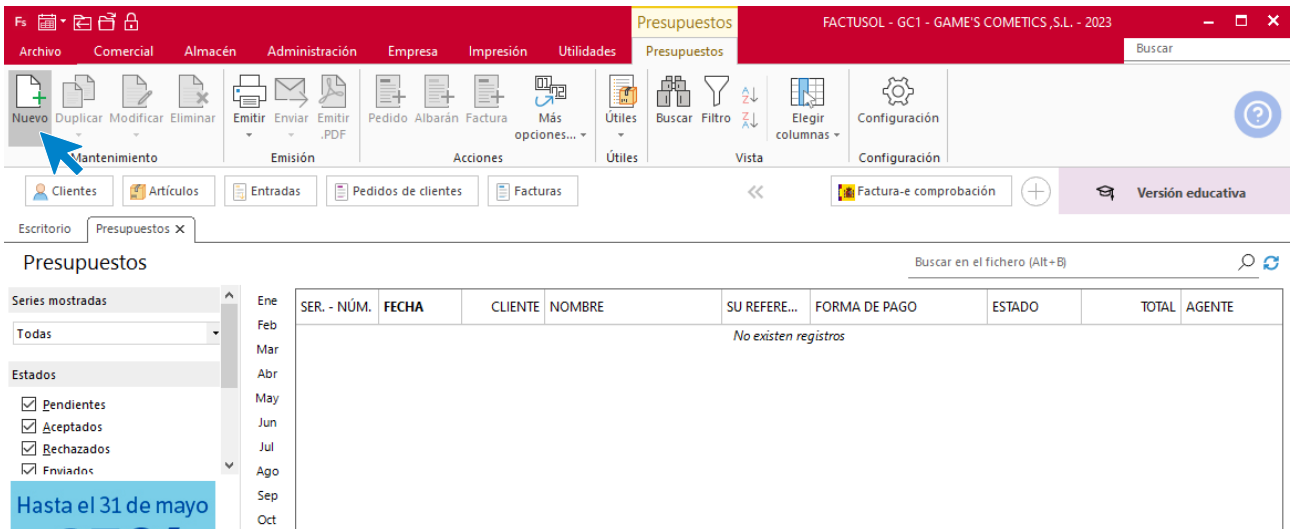 Fs
Presupuestos
FACTUSOL - GC1 - GAME'S COMETICS ,S.L. - 2023
Archivo Comercial Almacén Administración Empresa Impresión Utilidades Presupuestos
Buscar
Nuevo Duplicar Modificar Eliminar Emitir Enviar Emitir .PDF Pedido Albarán Factura Más opciones... Útiles Buscar Filtro Elegir columnas Configuración
Mantenimiento Emisión Acciones Útiles Vista Configuración
Clientes Artículos Entradas Pedidos de clientes Facturas Factura-e comprobación Versión educativa
Escritorio Presupuestos
Presupuestos
Buscar en el fichero (Alt+B)
Series mostradas
Todas
Estados
Pendientes
Aceptados
Rechazados
Enviados
Hasta el 31 de mayo
Ene
Feb
Mar
Abr
May
Jun
Jul
Ago
Sep
Oct
SER. - NÚM. FECHA CLIENTE NOMBRE SU REFERE... FORMA DE PAGO ESTADO TOTAL AGENTE
No existen registros